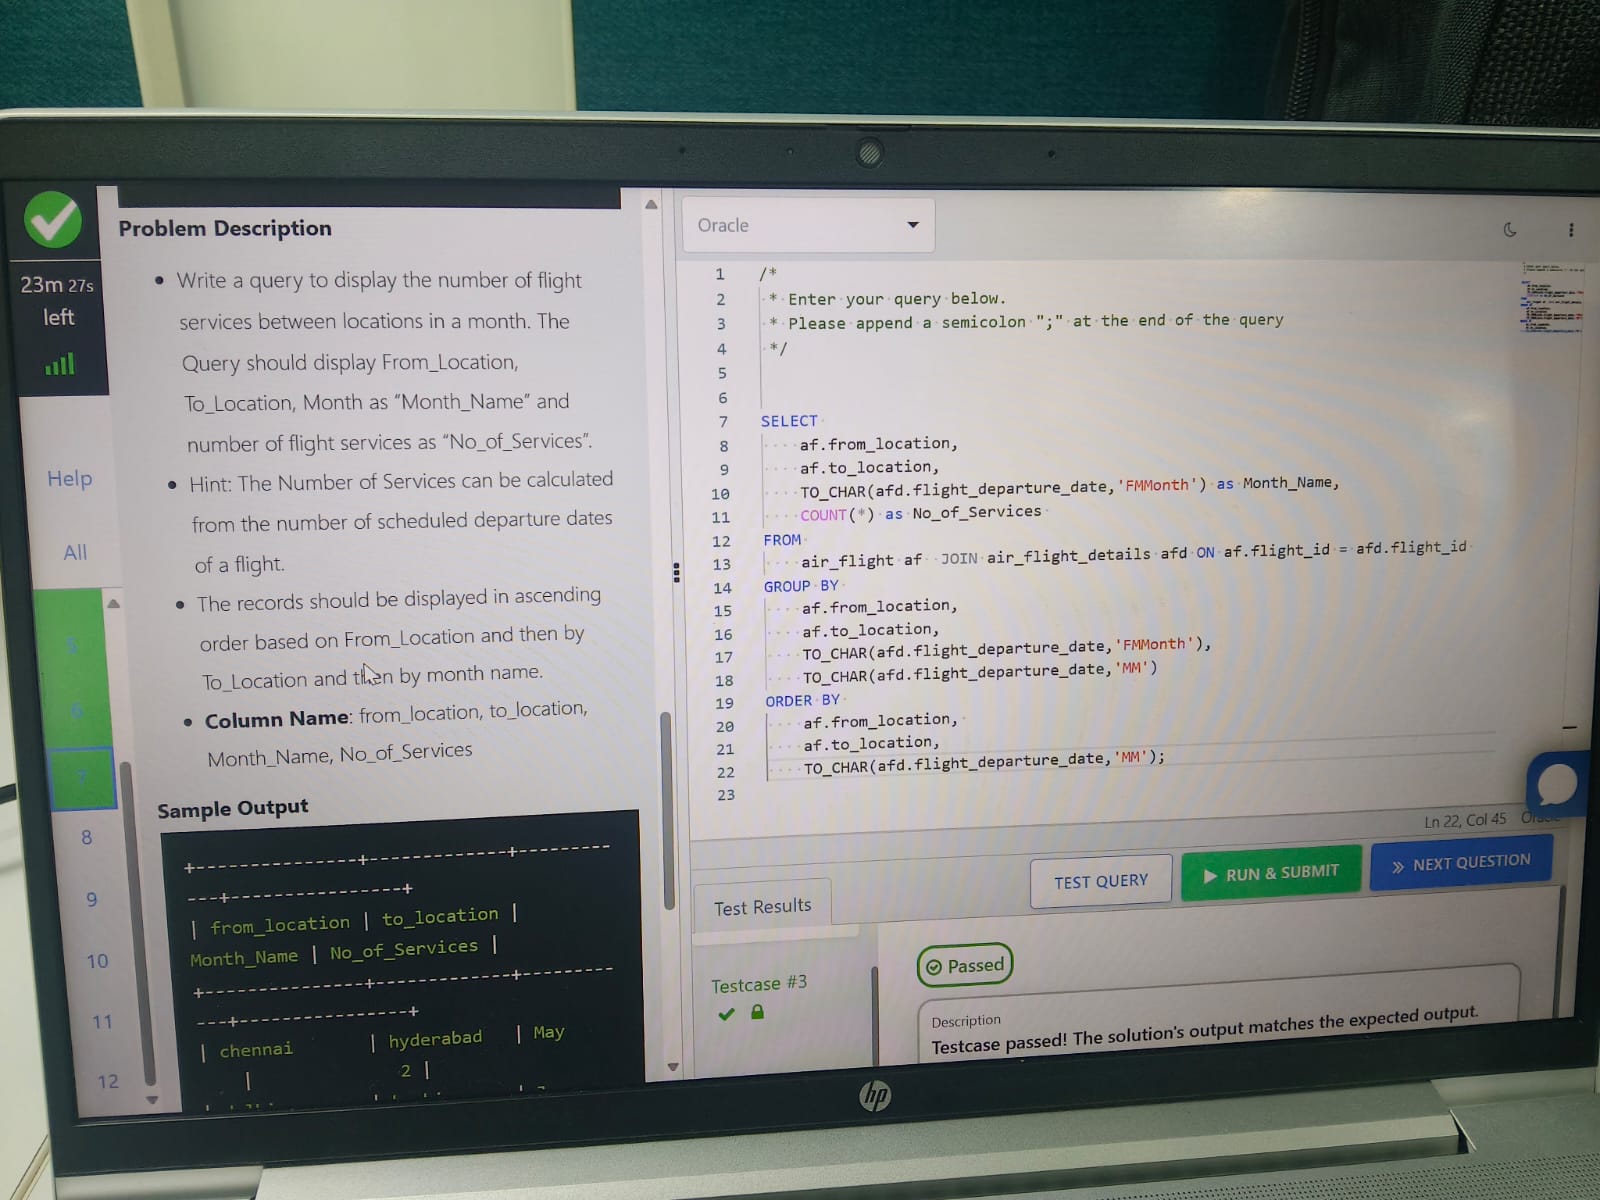 23m 27s
left
Help
All
5
6
7
8
9
10
11
12
Problem Description
• Write a query to display the number of flight
services between locations in a month. The
Query should display From_Location,
To_Location, Month as “Month_Name” and
number of flight services as “No_of_Services”.
• Hint: The Number of Services can be calculated
from the number of scheduled departure dates
of a flight.
• The records should be displayed in ascending
order based on From_Location and then by
To_Location and then by month name.
• Column Name: from_location, to_location,
Month_Name, No_of_Services
Sample Output
+---------------+-------------+---------
---+----------------+
| from_location | to_location |
Month_Name | No_of_Services |
+---------------+-------------+---------
---+----------------+
| chennai | hyderabad | May
| 2 |
Oracle
1 /*
2 * Enter your query below.
3 * Please append a semicolon ";" at the end of the query
4 */
5
6
7 SELECT
8 af.from_location,
9 af.to_location,
10 TO_CHAR(afd.flight_departure_date,'FMMonth') as Month_Name,
11 COUNT(*) as No_of_Services
12 FROM
13 air_flight af JOIN air_flight_details afd ON af.flight_id = afd.flight_id
14 GROUP BY
15 af.from_location,
16 af.to_location,
17 TO_CHAR(afd.flight_departure_date,'FMMonth'),
18 TO_CHAR(afd.flight_departure_date,'MM')
19 ORDER BY
20 af.from_location,
21 af.to_location,
22 TO_CHAR(afd.flight_departure_date,'MM');
23
Ln 22, Col 45
TEST QUERY
RUN & SUBMIT
NEXT QUESTION
Test Results
Testcase #3
Passed
Description
Testcase passed! The solution's output matches the expected output.
hp